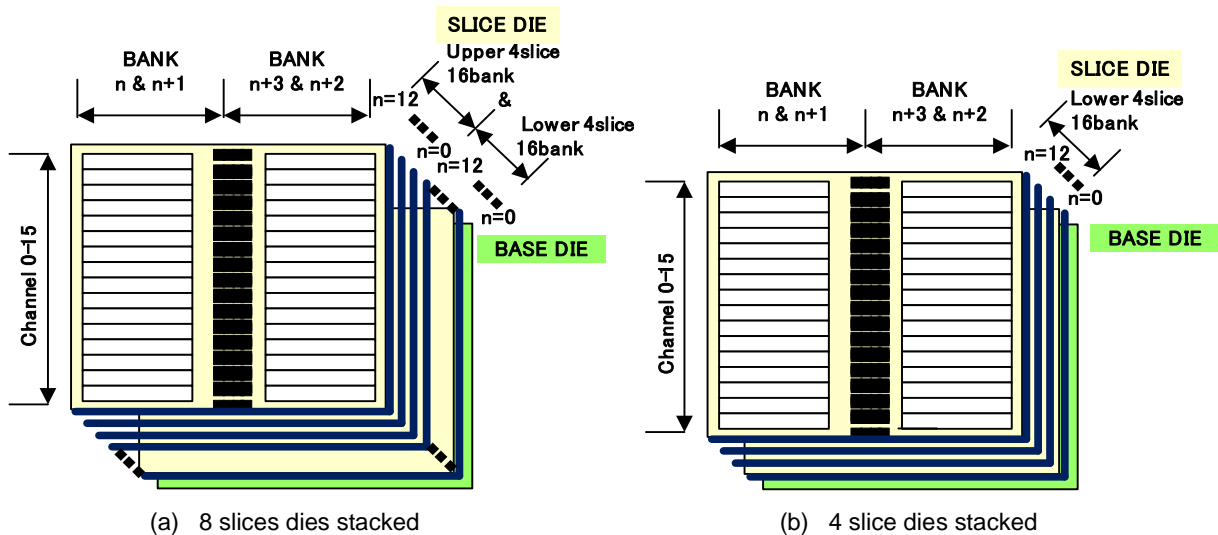 SLICE DIE
Upper 4slice
16bank
&
Lower 4slice
16bank
BANK
n & n+1
BANK
n+3 & n+2
n=12
n=0
n=12
n=0
BASE DIE
Channel 0-15
(a) 8 slices dies stacked
SLICE DIE
Lower 4slice
16bank
BANK
n & n+1
BANK
n+3 & n+2
n=12
n=0
BASE DIE
Channel 0-15
(b) 4 slice dies stacked